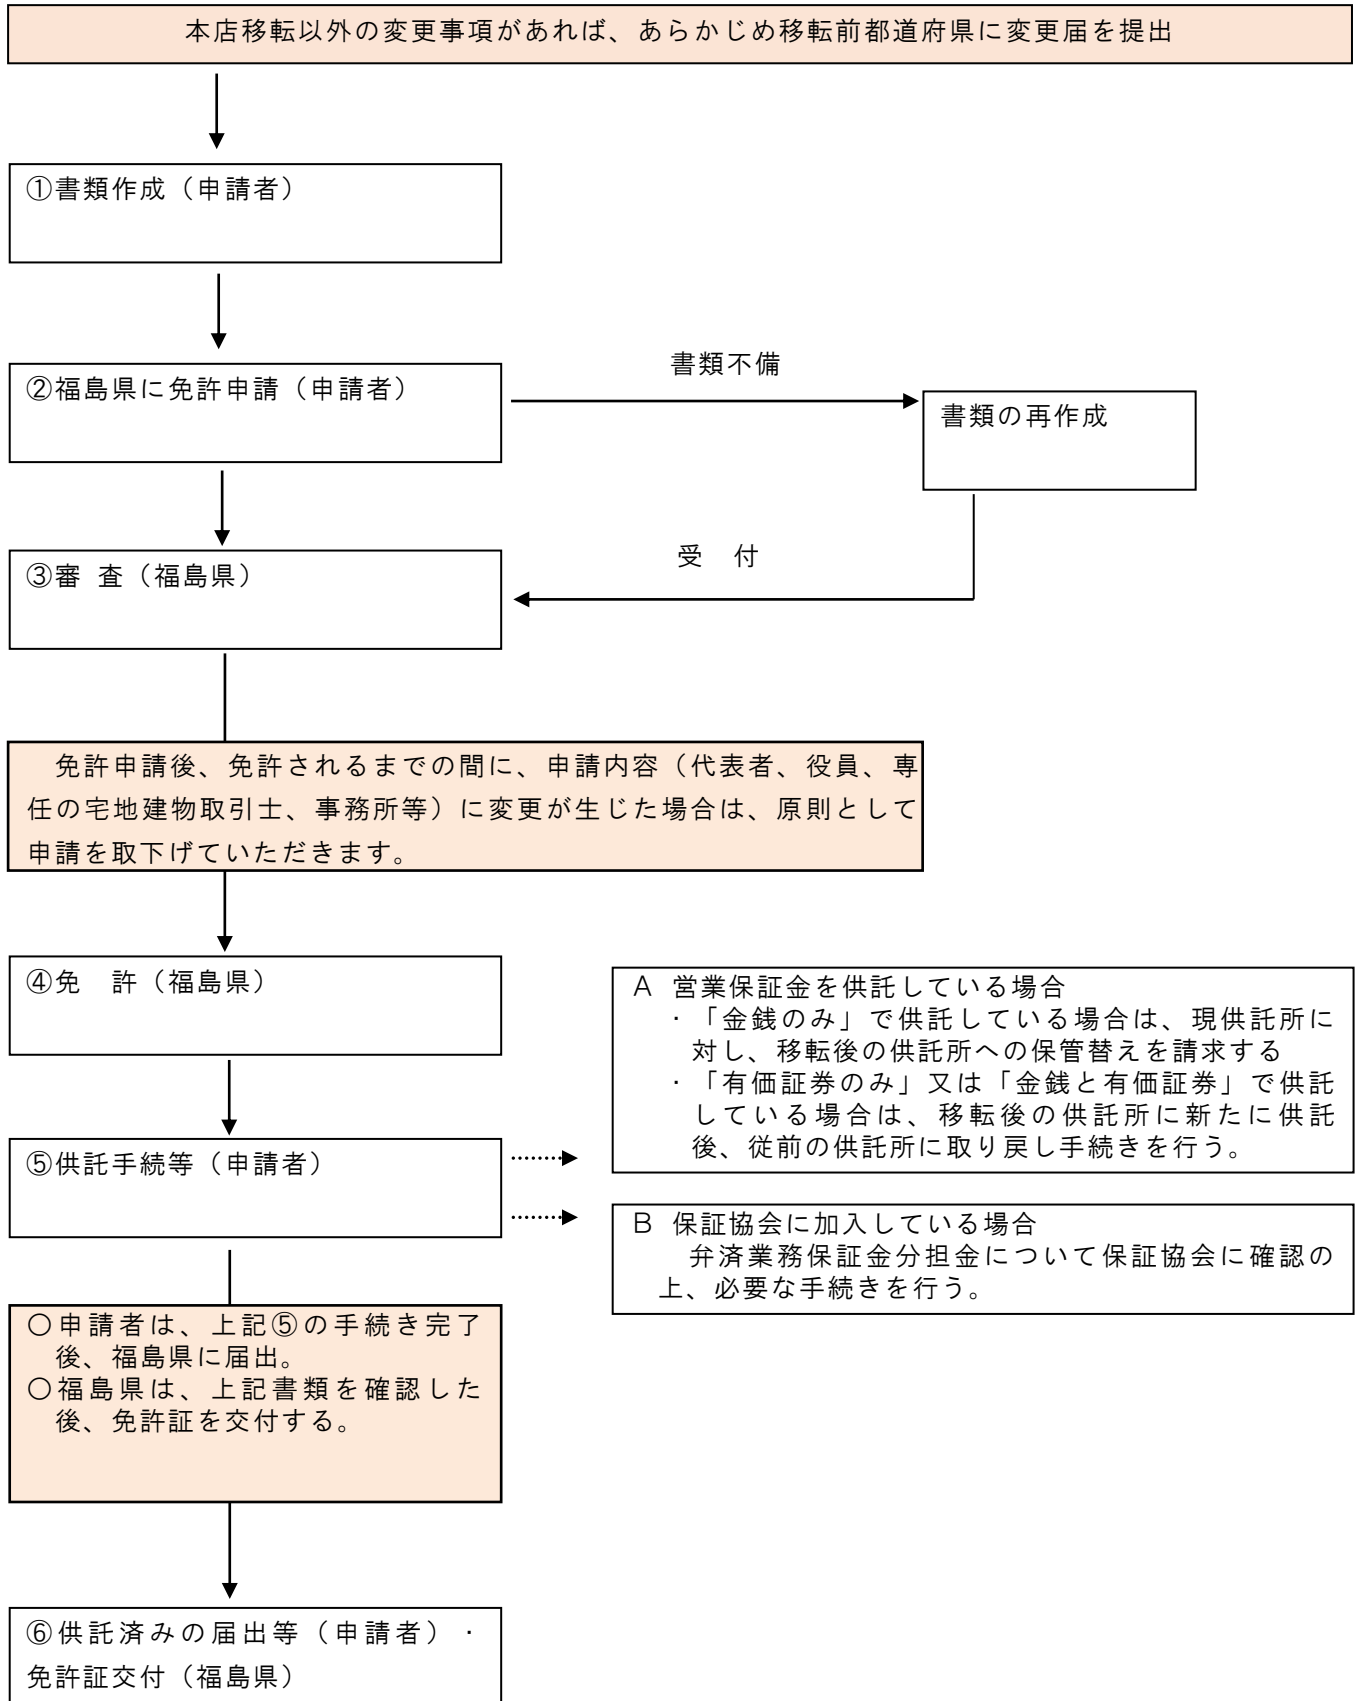 本店移転以外の変更事項があれば、あらかじめ移転前都道府県に変更届を提出
①書類作成（申請者）
②福島県に免許申請（申請者）
書類不備
書類の再作成
③審 査（福島県）
受　付
免許申請後、免許されるまでの間に、申請内容（代表者、役員、専
任の宅地建物取引士、事務所等）に変更が生じた場合は、原則として
申請を取下げていただきます。
④免　許（福島県）
A 営業保証金を供託している場合
・「金銭のみ」で供託している場合は、現供託所に
対し、移転後の供託所への保管替えを請求する
・「有価証券のみ」又は「金銭と有価証券」で供託
している場合は、移転後の供託所に新たに供託
後、従前の供託所に取り戻し手続きを行う。
⑤供託手続等（申請者）
B 保証協会に加入している場合
弁済業務保証金分担金について保証協会に確認の
上、必要な手続きを行う。
〇申請者は、上記⑤の手続き完了
後、福島県に届出。
〇福島県は、上記書類を確認した
後、免許証を交付する。
⑥供託済みの届出等（申請者）・
免許証交付（福島県）